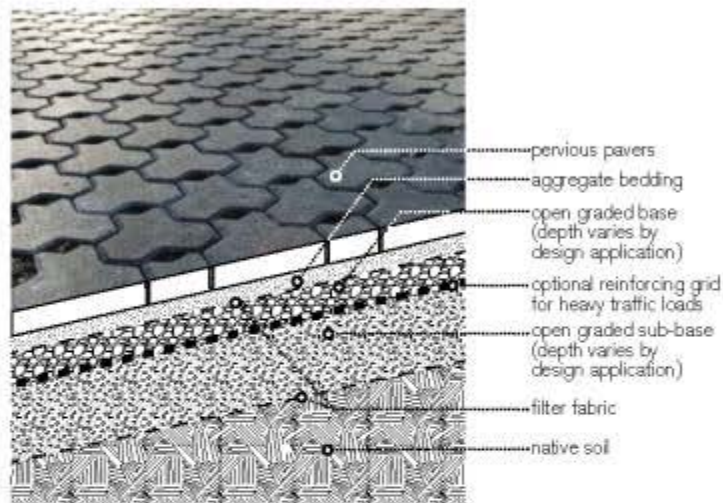 pervious pavers
aggregate bedding
open graded base
(depth varies by
design application)
optional reinforcing grid
for heavy traffic loads
open graded sub-base
(depth varies by
design application)
filter fabric
native soil